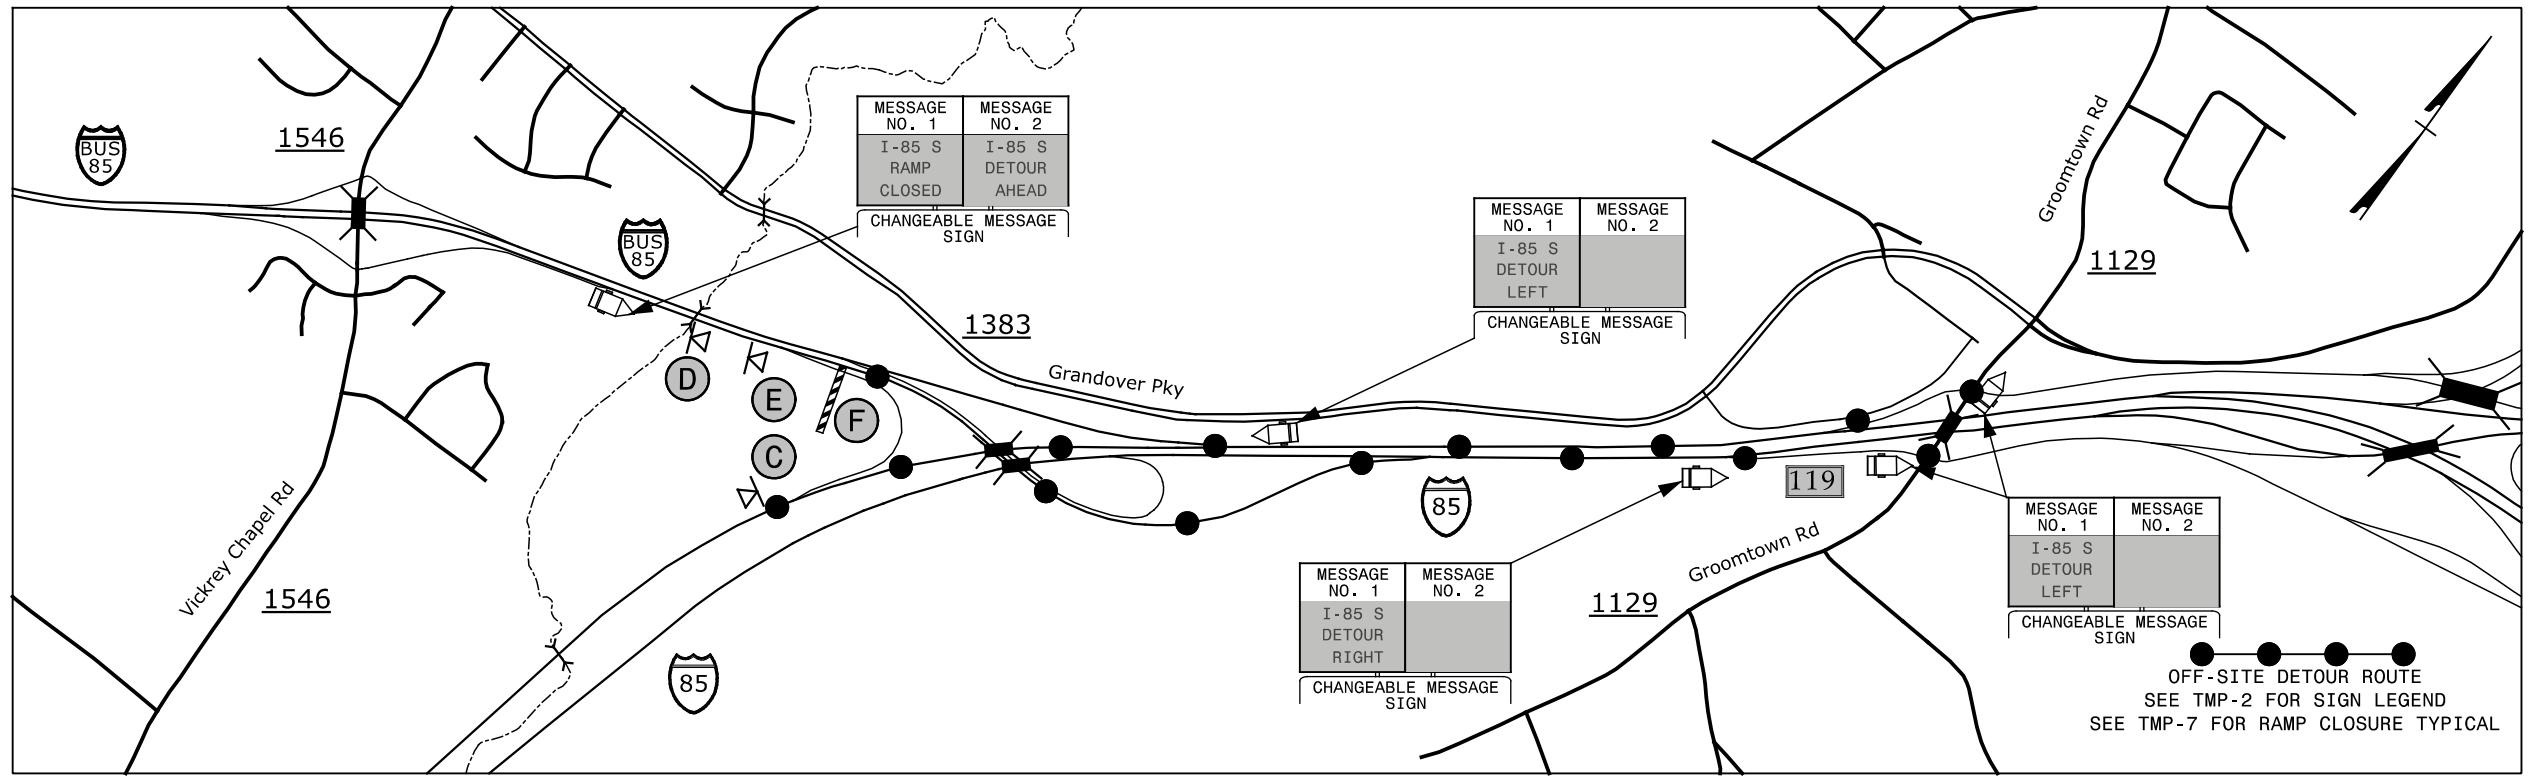 BUS
85
1546
MESSAGE
NO. 1
MESSAGE
NO. 2
I-85 S
RAMP
CLOSED
I-85 S
DETOUR
AHEAD
CHANGEABLE MESSAGE
SIGN
BUS
85
Groomtown Rd
1129
MESSAGE
NO. 1
MESSAGE
NO. 2
I-85 S
DETOUR
LEFT
CHANGEABLE MESSAGE
SIGN
1383
Grandover Pky
D
E
F
C
119
85
Vickrey Chapel Rd
1546
85
MESSAGE
NO. 1
MESSAGE
NO. 2
I-85 S
DETOUR
RIGHT
CHANGEABLE MESSAGE
SIGN
Groomtown Rd
1129
MESSAGE
NO. 1
MESSAGE
NO. 2
I-85 S
DETOUR
LEFT
CHANGEABLE MESSAGE
SIGN
OFF-SITE DETOUR ROUTE
SEE TMP-2 FOR SIGN LEGEND
SEE TMP-7 FOR RAMP CLOSURE TYPICAL